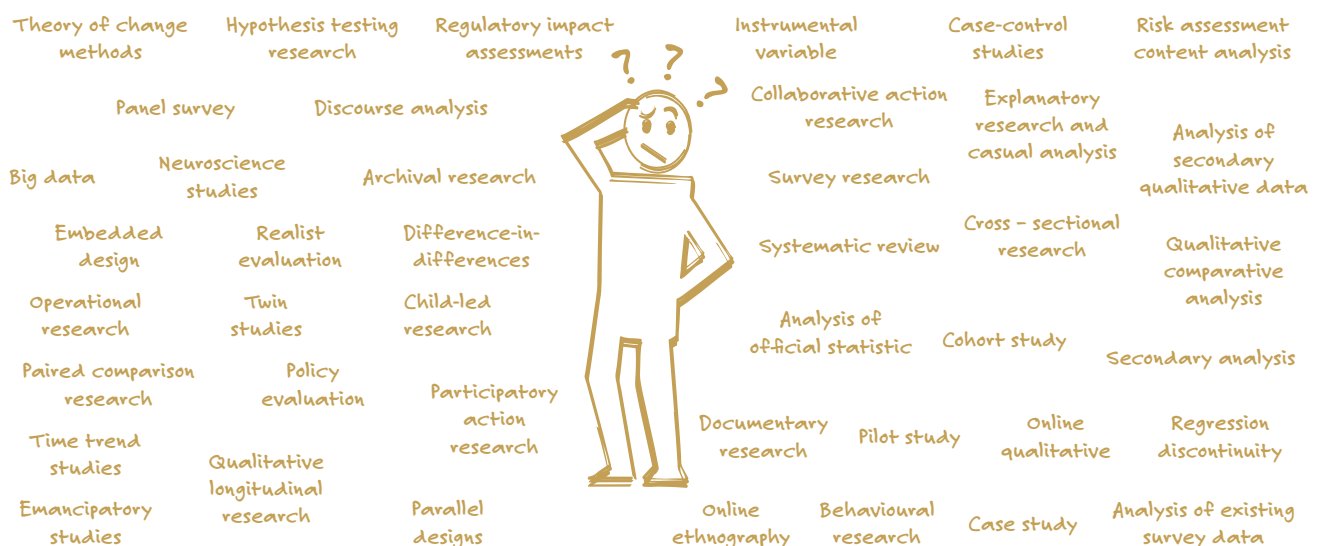 Theory of change
methods
Hypothesis testing
research
Regulatory impact
assessments
Instrumental
variable
Case-control
studies
Risk assessment
content analysis
? ? ?
Panel survey
Discourse analysis
Collaborative action
research
Explanatory
research and
casual analysis
Analysis of
secondary
qualitative data
Big data
Neuroscience
studies
Archival research
Survey research
Embedded
design
Realist
evaluation
Difference-in-
differences
Systematic review
Cross - sectional
research
Qualitative
comparative
analysis
Operational
research
Twin
studies
Child-led
research
Analysis of
official statistic
Cohort study
Secondary analysis
Paired comparison
research
Policy
evaluation
Participatory
action
research
Documentary
research
Pilot study
Online
qualitative
Regression
discontinuity
Time trend
studies
Qualitative
longitudinal
research
Emancipatory
studies
Parallel
designs
Online
ethnography
Behavioural
research
Case study
Analysis of existing
survey data